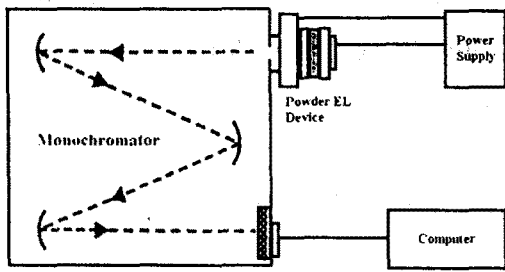 Power
Supply
Powder EL
Device
Monochromator
Computer